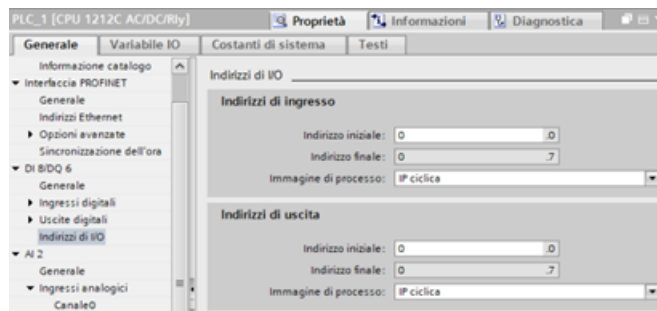 PLC_1 [CPU 1212C AC/DC/Rly]
Proprietà
Informazioni
Diagnostica
Generale
Variabile IO
Costanti di sistema
Testi
Informazione catalogo
Interfaccia PROFINET
Generale
Indirizzi Ethernet
Opzioni avanzate
Sincronizzazione dell'ora
DI 8/DQ 6
Generale
Ingressi digitali
Uscite digitali
Indirizzi di I/O
AI 2
Generale
Ingressi analogici
Canale0
Indirizzi di I/O
Indirizzi di ingresso
Indirizzo iniziale: 0 .0
Indirizzo finale: 0 .7
Immagine di processo: IP ciclica
Indirizzi di uscita
Indirizzo iniziale: 0 .0
Indirizzo finale: 0 .7
Immagine di processo: IP ciclica